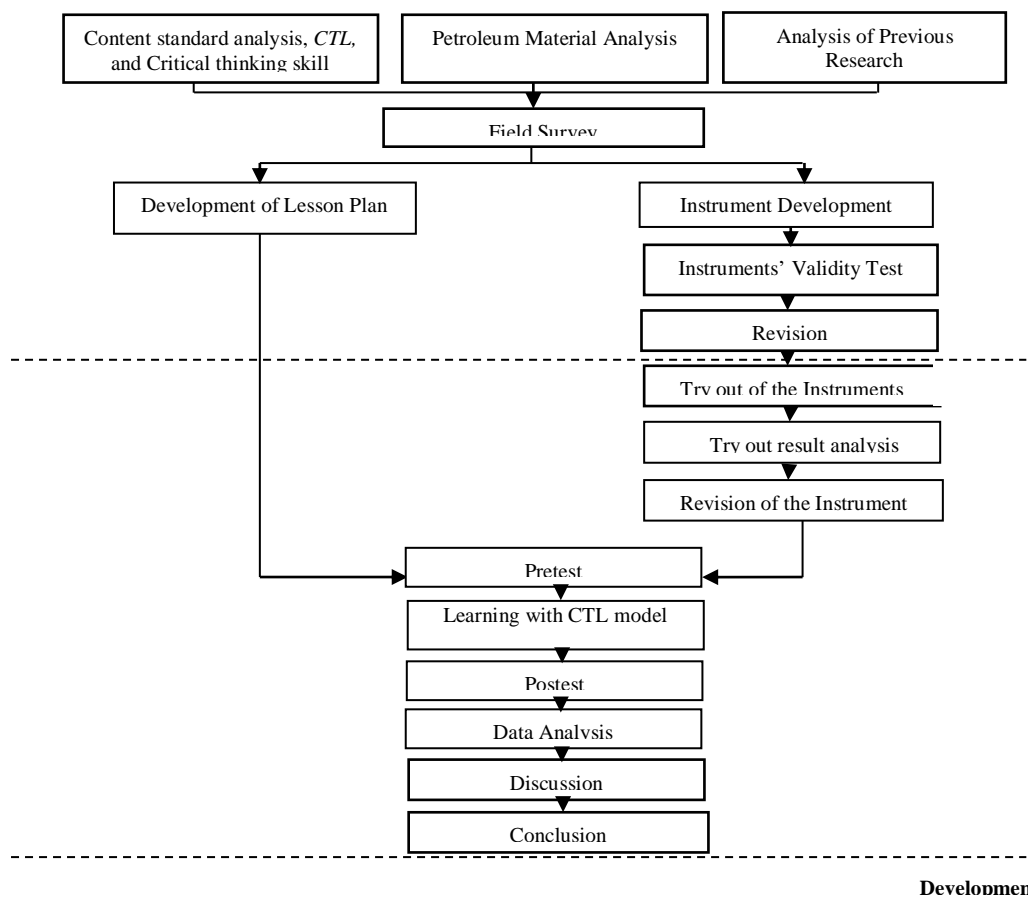 Content standard analysis, CTL,
and Critical thinking skill
Petroleum Material Analysis
Analysis of Previous
Research
Field Survey
Development of Lesson Plan
Instrument Development
Instruments’ Validity Test
Revision
Try out of the Instruments
Try out result analysis
Revision of the Instrument
Pretest
Learning with CTL model
Postest
Data Analysis
Discussion
Conclusion
Developmen